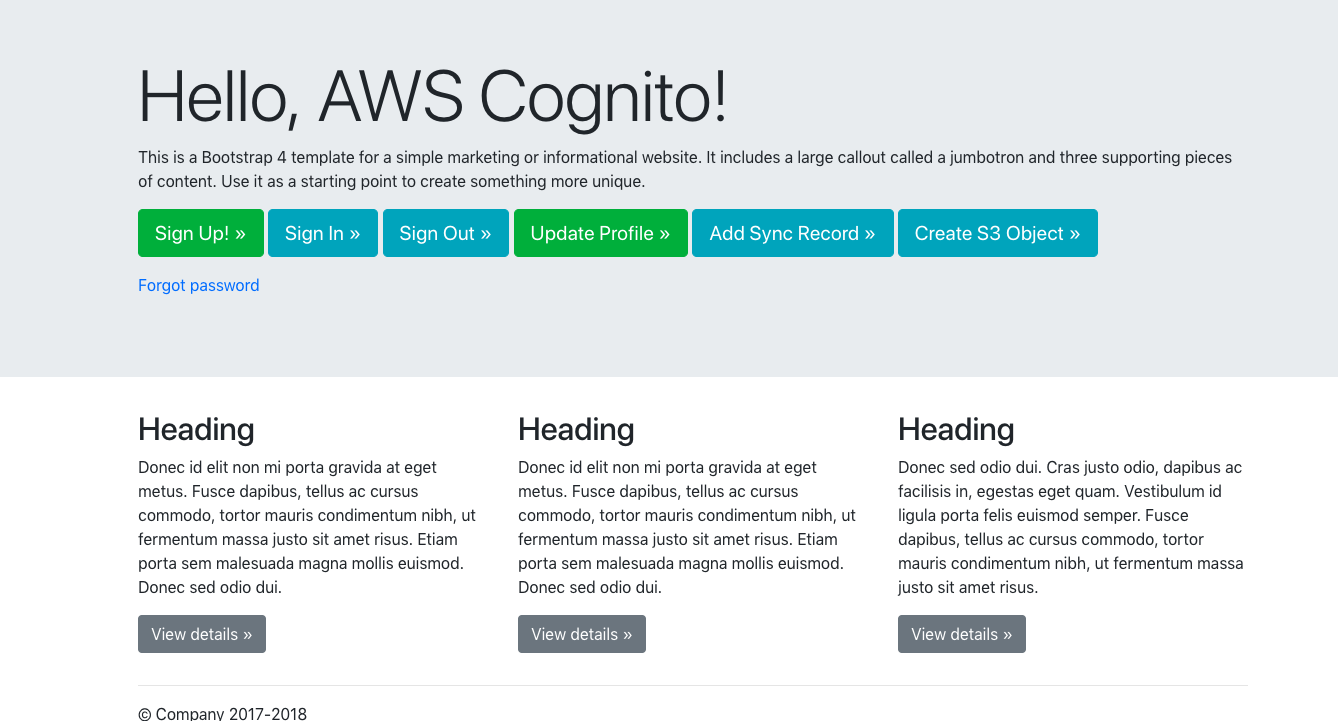 Hello, AWS Cognito!
This is a Bootstrap 4 template for a simple marketing or informational website. It includes a large callout called a jumbotron and three supporting pieces
of content. Use it as a starting point to create something more unique.
Sign Up! » Sign In » Sign Out » Update Profile » Add Sync Record » Create S3 Object »
Forgot password
Heading
Donec id elit non mi porta gravida at eget
metus. Fusce dapibus, tellus ac cursus
commodo, tortor mauris condimentum nibh, ut
fermentum massa justo sit amet risus. Etiam
porta sem malesuada magna mollis euismod.
Donec sed odio dui.
View details »
Heading
Donec id elit non mi porta gravida at eget
metus. Fusce dapibus, tellus ac cursus
commodo, tortor mauris condimentum nibh, ut
fermentum massa justo sit amet risus. Etiam
porta sem malesuada magna mollis euismod.
Donec sed odio dui.
View details »
Heading
Donec sed odio dui. Cras justo odio, dapibus ac
facilisis in, egestas eget quam. Vestibulum id
ligula porta felis euismod semper. Fusce
dapibus, tellus ac cursus commodo, tortor
mauris condimentum nibh, ut fermentum massa
justo sit amet risus.
View details »
© Company 2017-2018